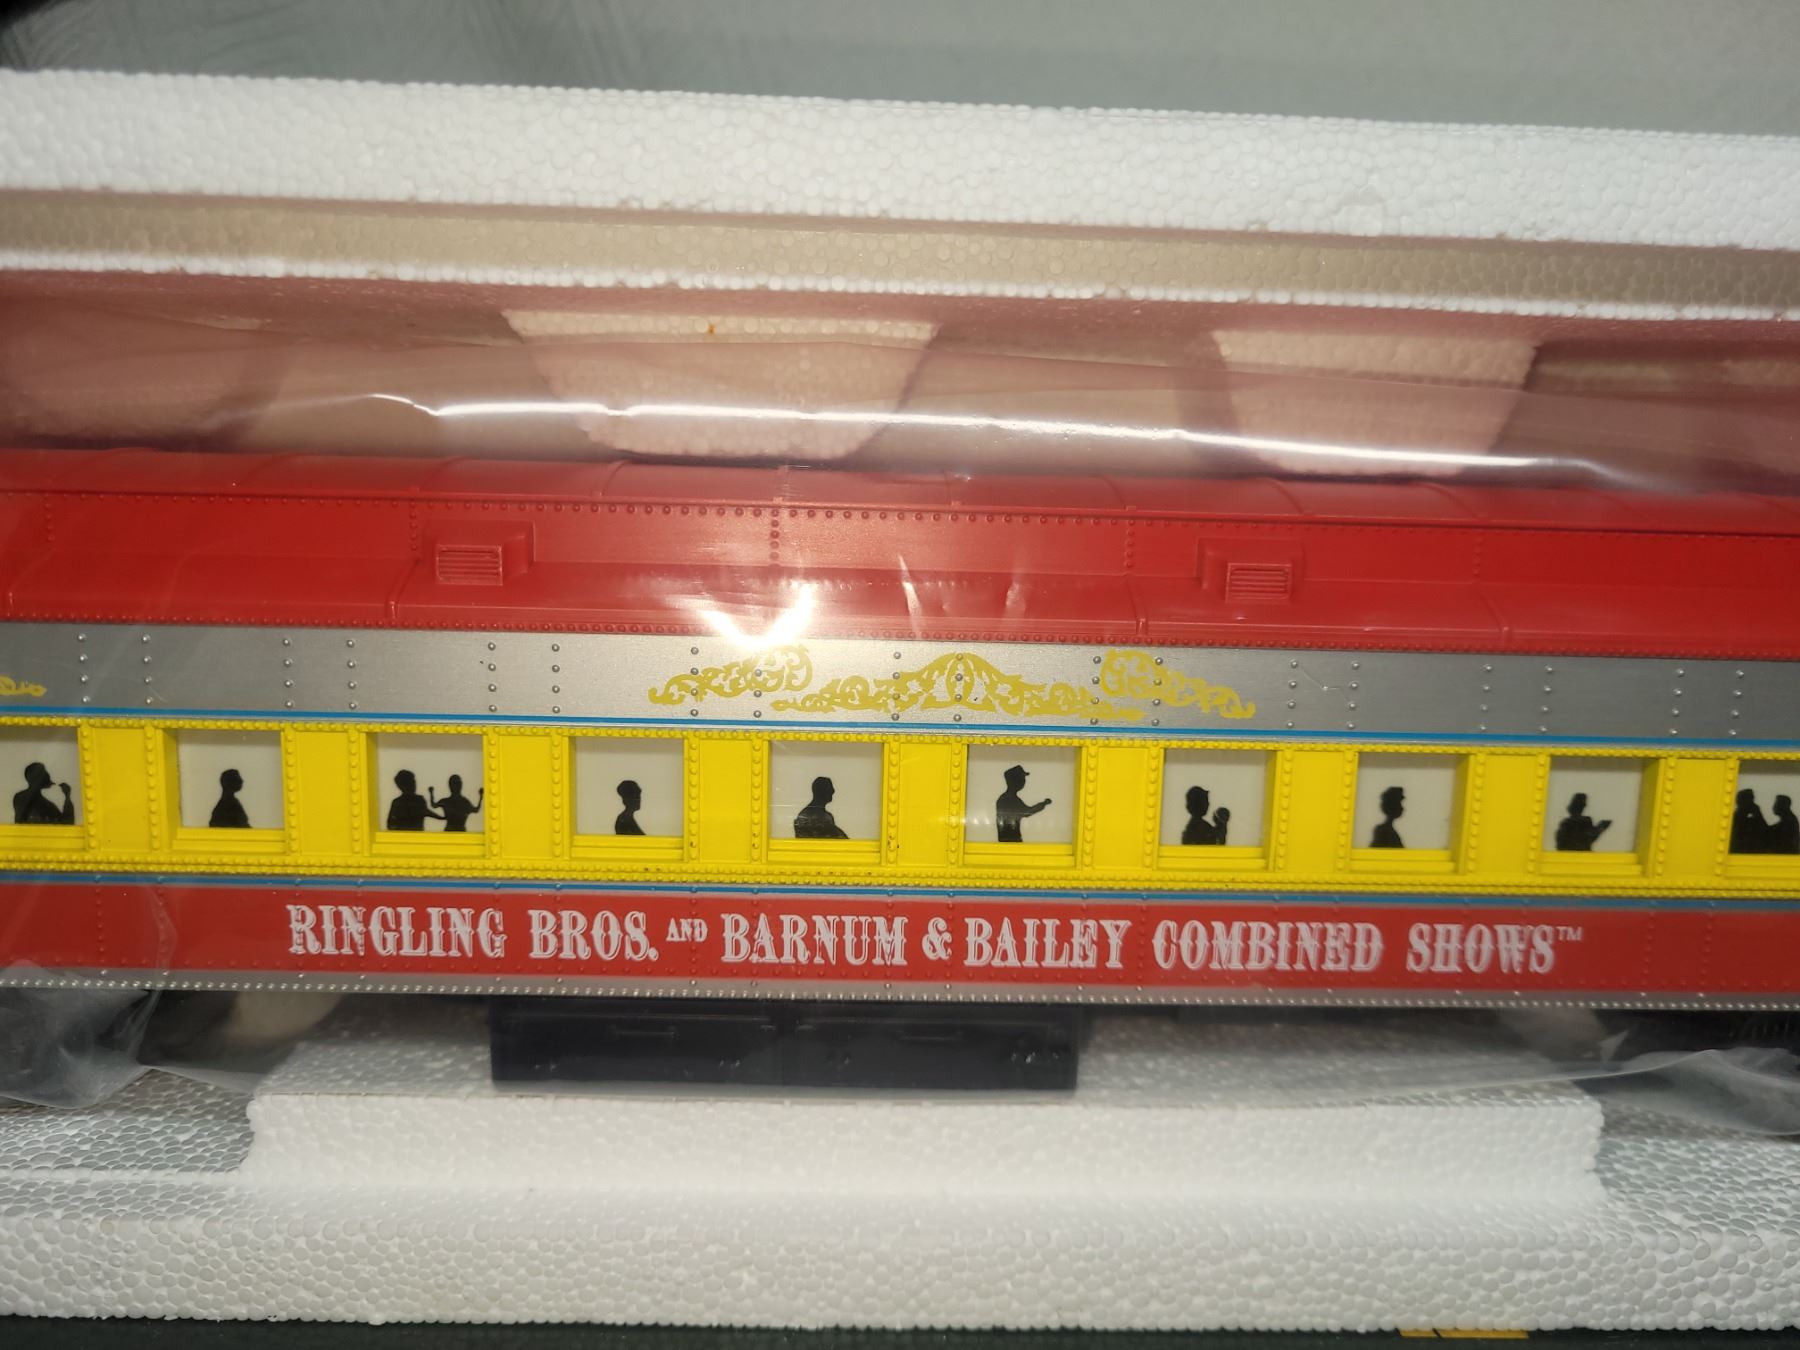 RINGLING BROS. AND BARNUM & BAILEY COMBINED SHOWS™